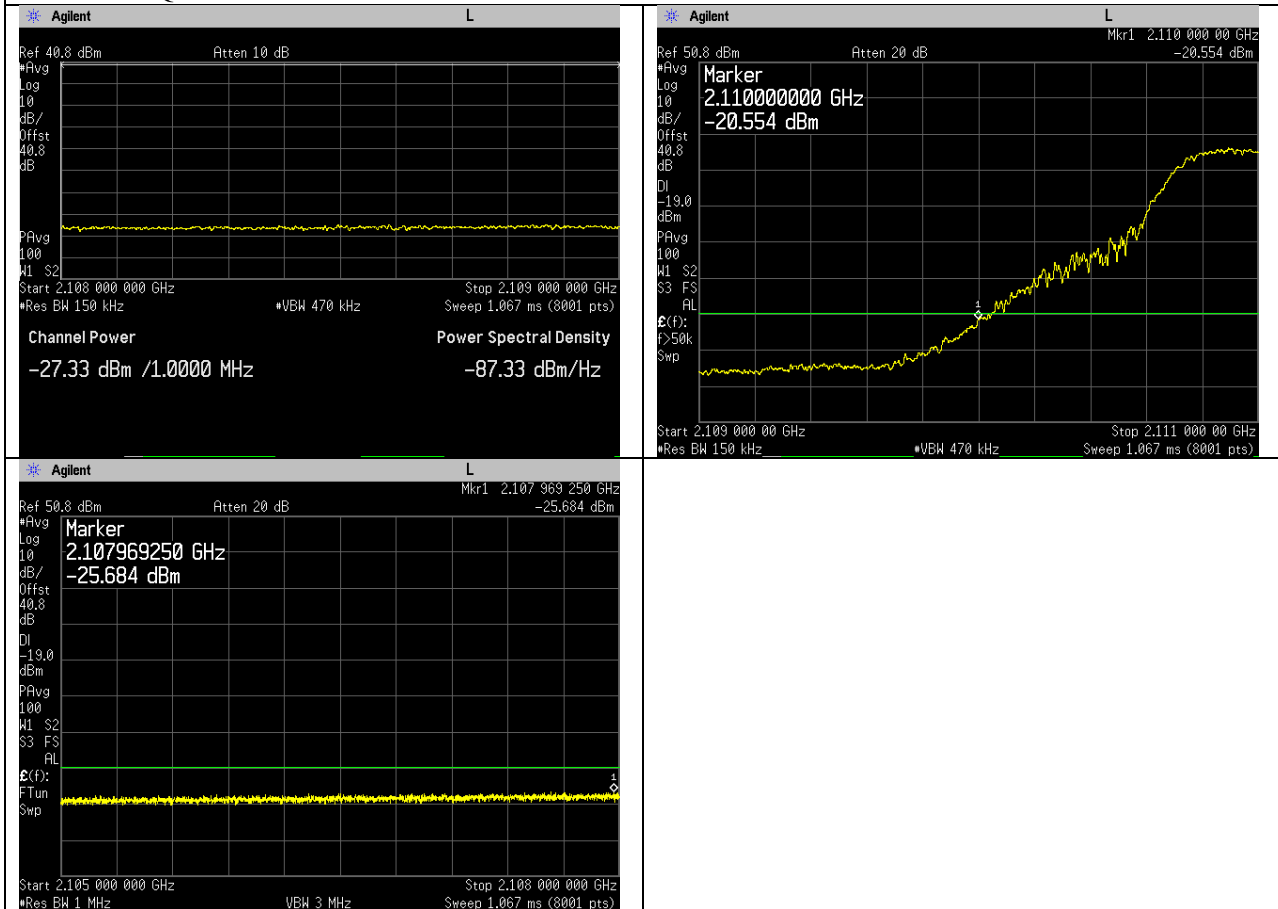 Agilent L
Ref 40.8 dBm Atten 10 dB
#Avg
Log
10
dB/
Offst
40.8
dB
PAvg
100
W1 S2
Start 2.108 000 000 GHz Stop 2.109 000 000 GHz
#Res BW 150 kHz #VBW 470 kHz Sweep 1.067 ms (8001 pts)
Channel Power Power Spectral Density
-27.33 dBm /1.0000 MHz -87.33 dBm/Hz
Agilent L
Mkr1 2.110 000 00 GHz
Ref 50.8 dBm Atten 20 dB -20.554 dBm
#Avg
Log
10
dB/
Offst
40.8
dB
DI
-19.0
dBm
PAvg
100
W1 S2
S3 FS
AL
£(f):
f>50k
Swp
Marker
2.110000000 GHz
-20.554 dBm
1
Start 2.109 000 00 GHz Stop 2.111 000 00 GHz
#Res BW 150 kHz #VBW 470 kHz Sweep 1.067 ms (8001 pts)
Agilent L
Mkr1 2.107 969 250 GHz
Ref 50.8 dBm Atten 20 dB -25.684 dBm
#Avg
Log
10
dB/
Offst
40.8
dB
DI
-19.0
dBm
PAvg
100
W1 S2
S3 FS
AL
£(f):
FTun
Swp
Marker
2.107969250 GHz
-25.684 dBm
1
Start 2.105 000 000 GHz Stop 2.108 000 000 GHz
#Res BW 1 MHz VBW 3 MHz Sweep 1.067 ms (8001 pts)